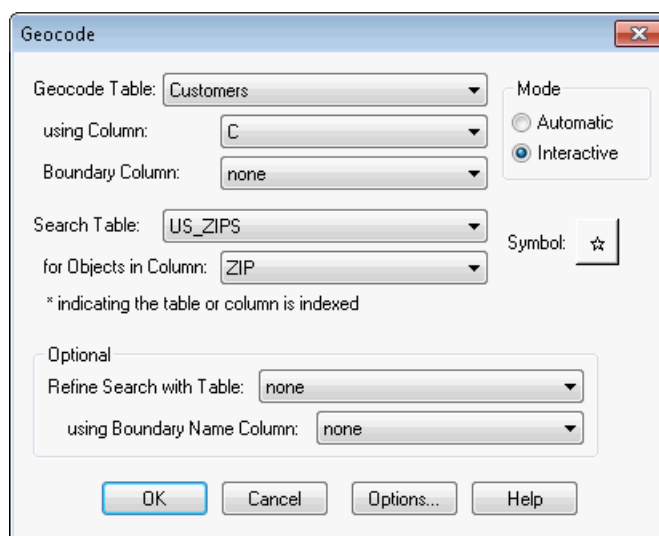 Geocode
Geocode Table: Customers
using Column: C
Boundary Column: none
Mode
Automatic
Interactive
Search Table: US_ZIPS
for Objects in Column: ZIP
* indicating the table or column is indexed
Symbol:
Optional
Refine Search with Table: none
using Boundary Name Column: none
OK Cancel Options... Help